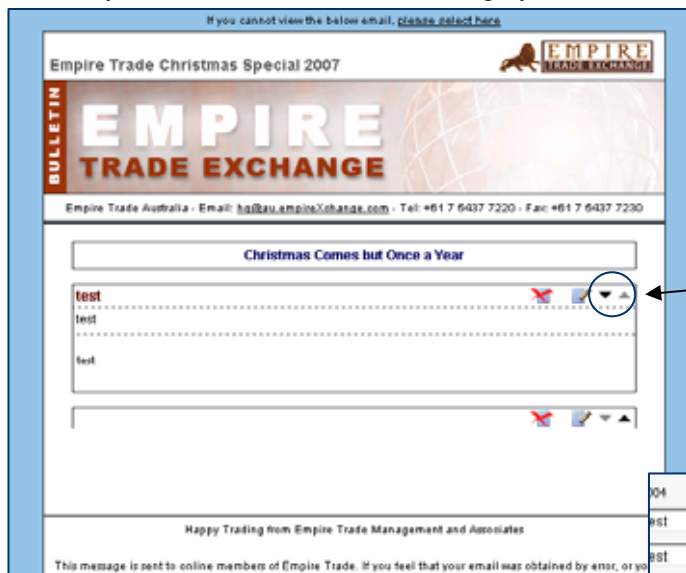 If you cannot view the below email, please select here
Empire Trade Christmas Special 2007
EMPIRE
TRADE EXCHANGE
BULLETIN
EMPIRE
TRADE EXCHANGE
Empire Trade Australia - Email: hq@au.empireXchange.com - Tel: +61 7 5437 7220 - Fax: +61 7 5437 7230
Christmas Comes but Once a Year
test
test
test
004
est
est
Happy Trading from Empire Trade Management and Associates
This message is sent to online members of Empire Trade. If you feel that your email was obtained by error, or yo